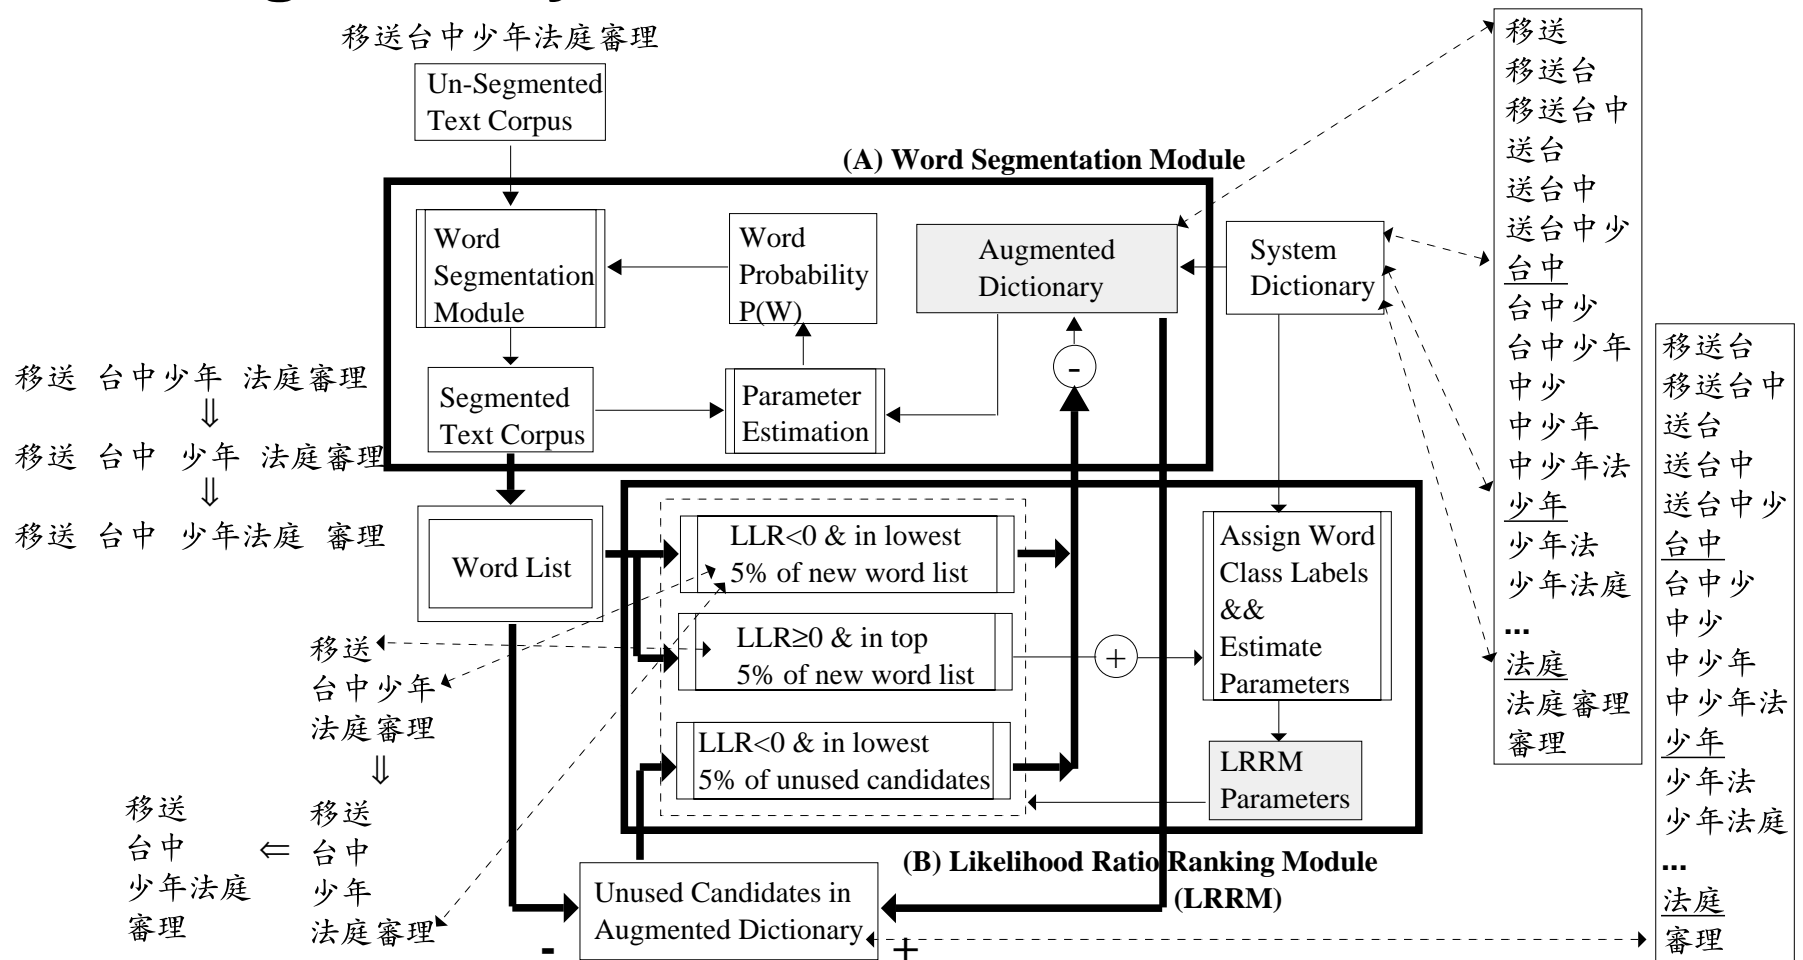 移送台中少年法庭審理
Un-Segmented
Text Corpus
(A) Word Segmentation Module
Word
Segmentation
Module
Word
Probability
P(W)
Augmented
Dictionary
System
Dictionary
-
Segmented
Text Corpus
Parameter
Estimation
移送 台中少年 法庭審理
⇓
移送 台中 少年 法庭審理
⇓
移送 台中 少年法庭 審理
Word List
LLR<0 & in lowest
5% of new word list
LLR≥0 & in top
5% of new word list
LLR<0 & in lowest
5% of unused candidates
+
Assign Word
Class Labels
&&
Estimate
Parameters
LRRM
Parameters
(B) Likelihood Ratio Ranking Module
(LRRM)
移送
台中少年
法庭審理
⇓
移送
台中
少年
法庭審理
⇐
移送
台中
少年法庭
審理
Unused Candidates in
Augmented Dictionary
-
+
移送
移送台
移送台中
送台
送台中
送台中少
台中
台中少
台中少年
中少
中少年
中少年法
少年
少年法
少年法庭
...
法庭
法庭審理
審理
移送台
移送台中
送台
送台中
送台中少
台中
台中少
中少
中少年
中少年法
少年
少年法
少年法庭
...
法庭
審理